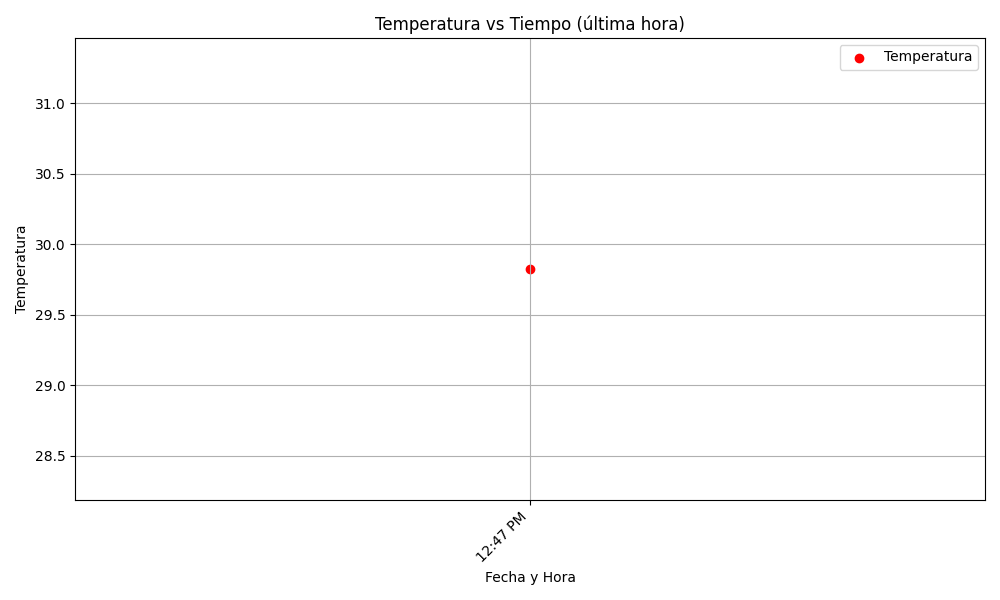 Temperatura vs Tiempo (última hora)
Temperatura
31.0
30.5
30.0
29.5
29.0
28.5
Temperatura
12:47 PM
Fecha y Hora